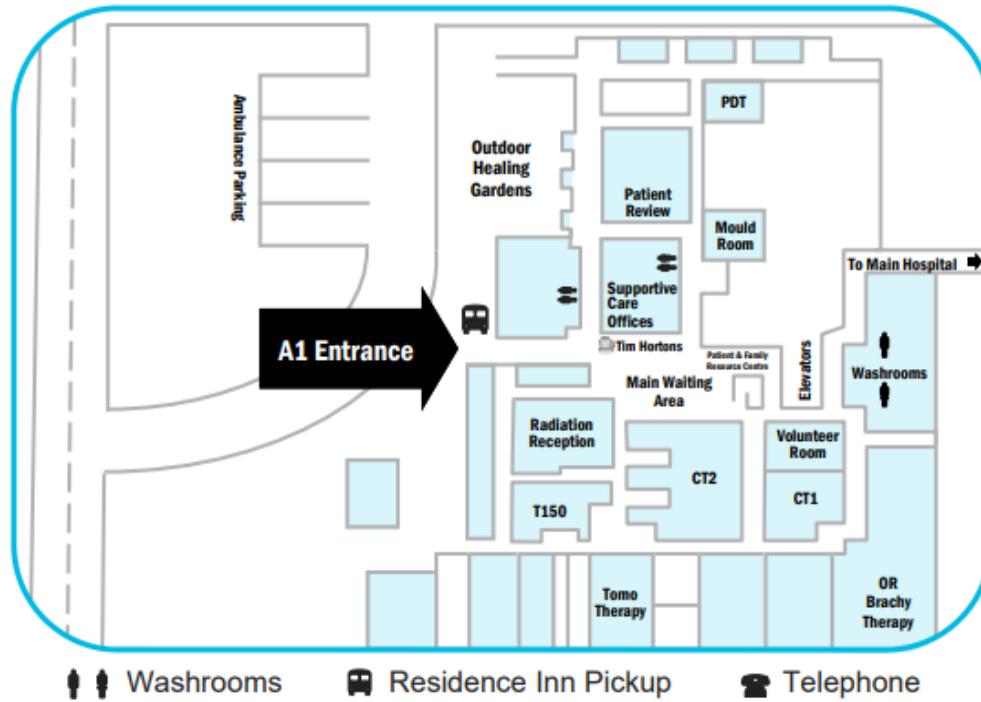 Ambulance Parking
Outdoor
Healing
Gardens
PDT
Patient
Review
Mould
Room
To Main Hospital
Supportive
Care
Offices
A1 Entrance
Tim Hortons
Patient & Family
Resource Centre
Elevators
Washrooms
Main Waiting
Area
Radiation
Reception
Volunteer
Room
CT2
CT1
T150
Tomo
Therapy
OR
Brachy
Therapy
Washrooms
Residence Inn Pickup
Telephone